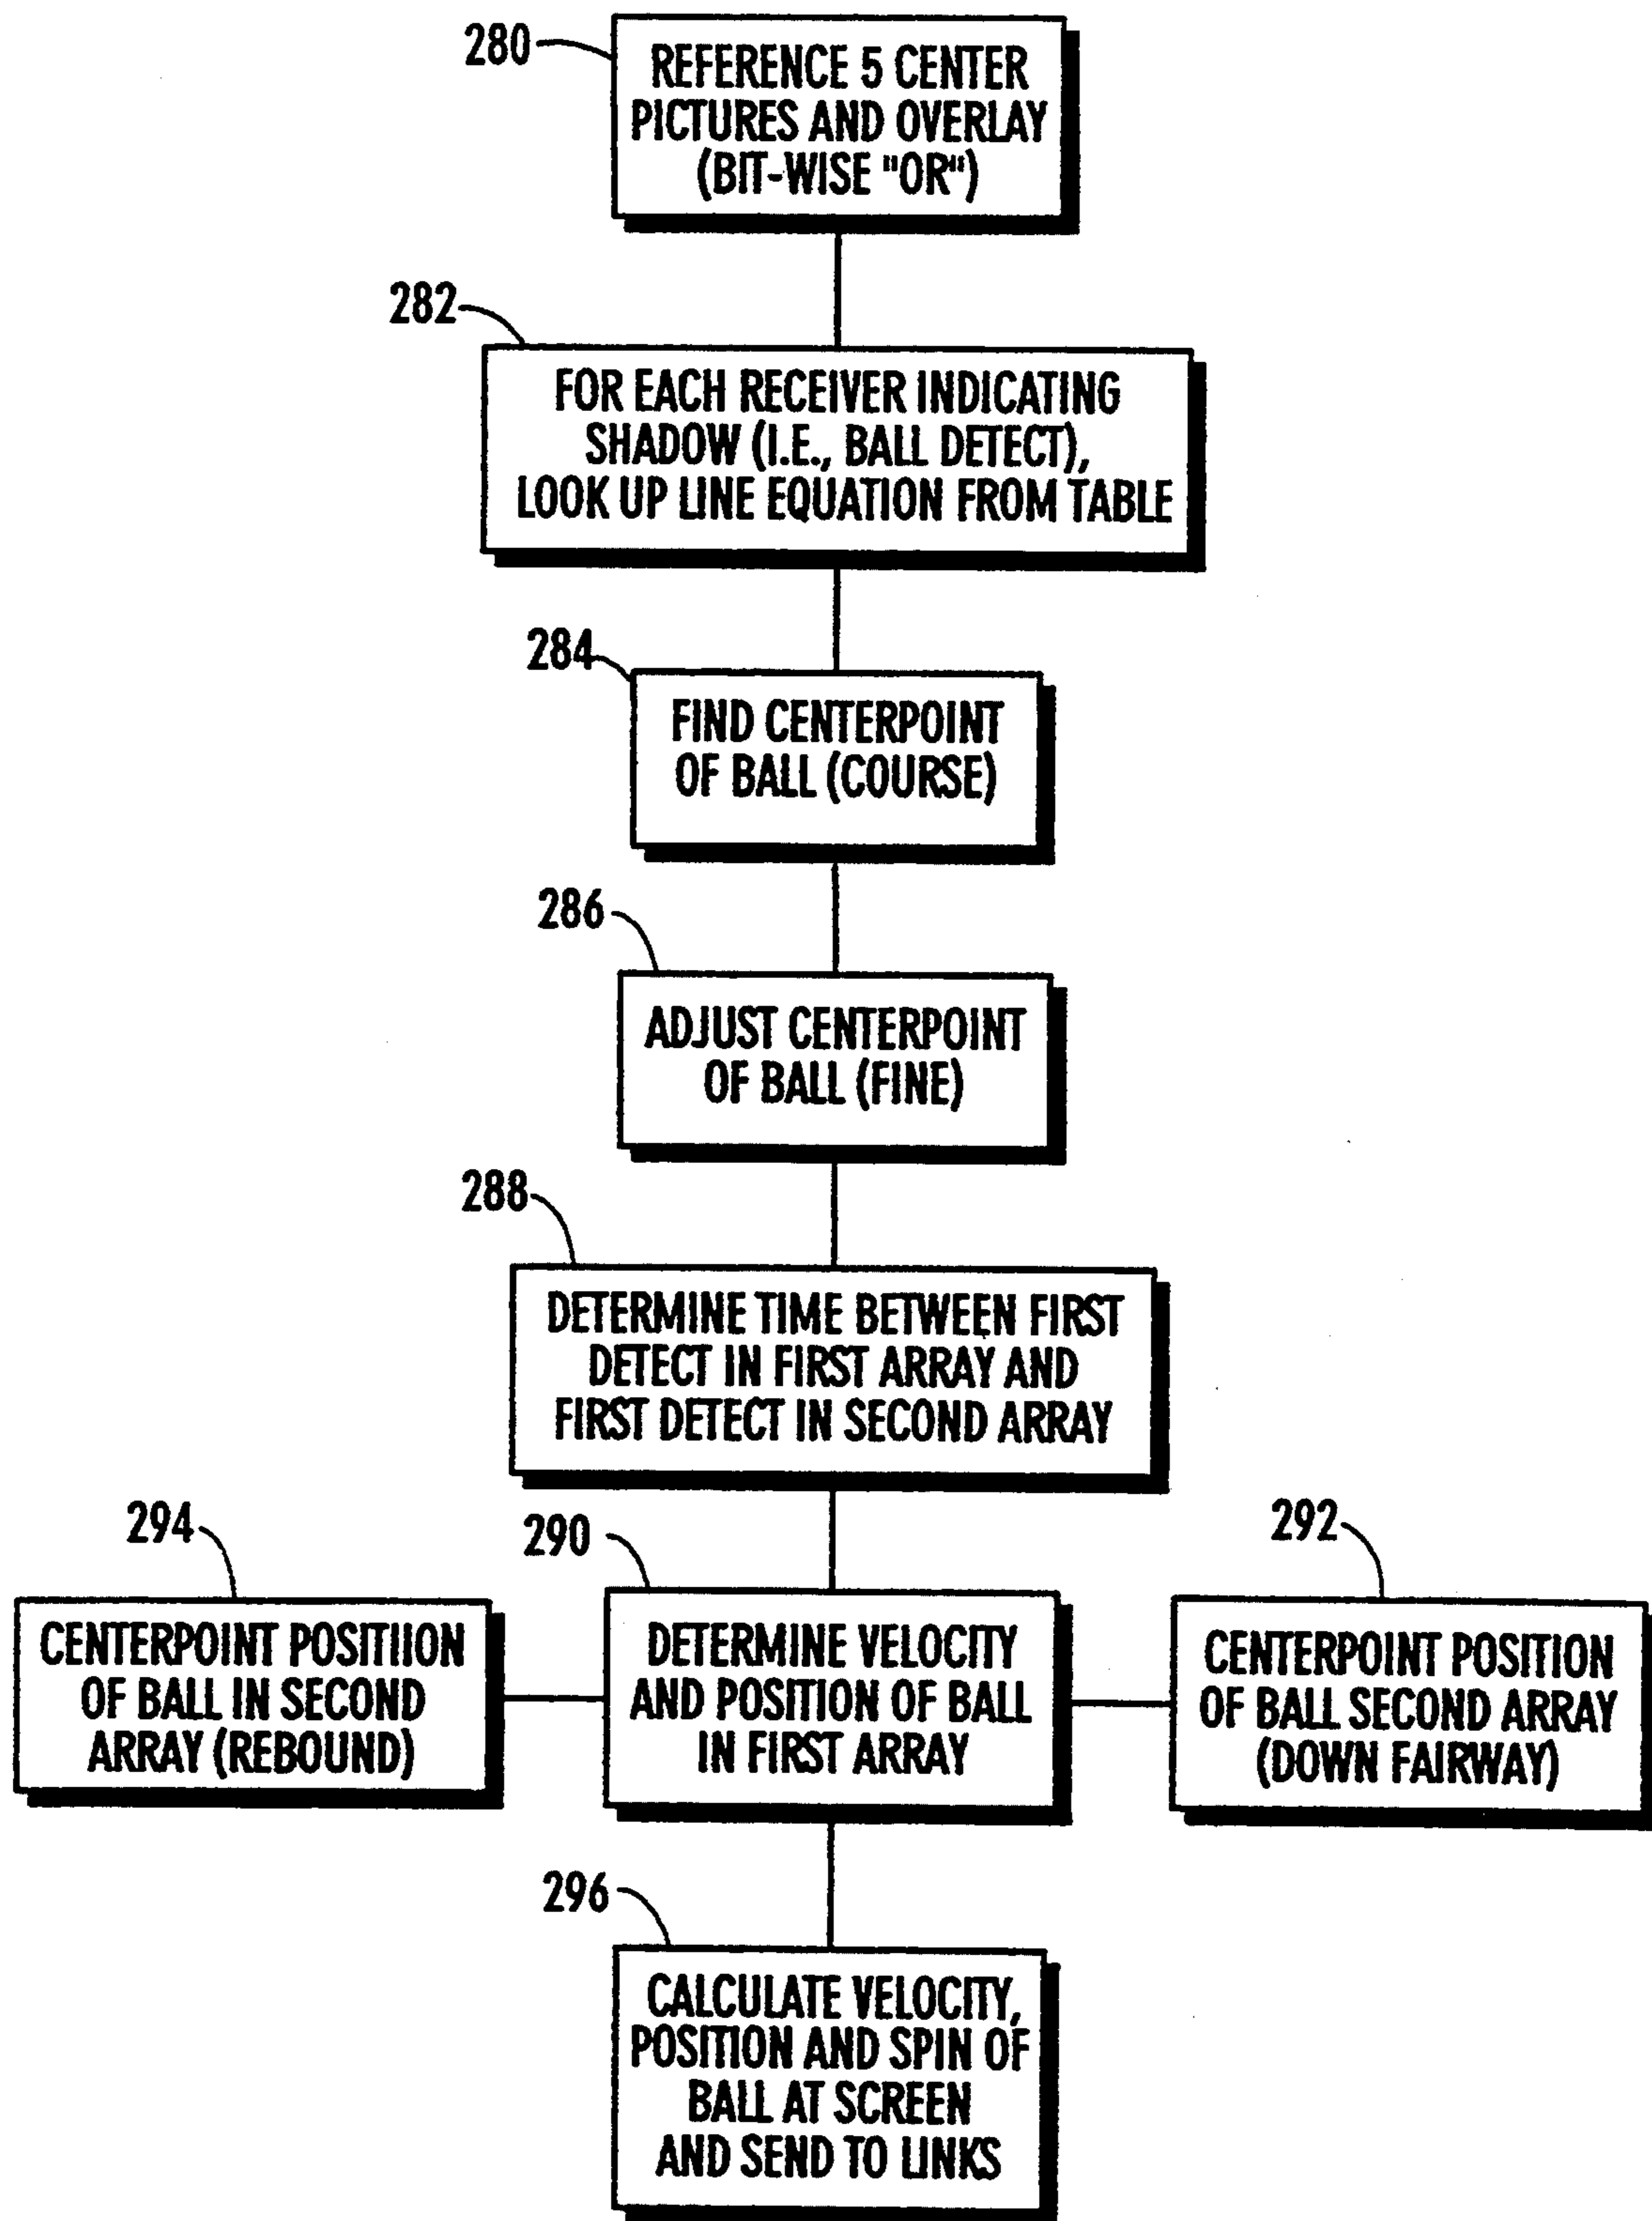 280
REFERENCE 5 CENTER
PICTURES AND OVERLAY
(BIT-WISE "OR")
282
FOR EACH RECEIVER INDICATING
SHADOW (I.E., BALL DETECT),
LOOK UP LINE EQUATION FROM TABLE
284
FIND CENTERPOINT
OF BALL (COURSE)
286
ADJUST CENTERPOINT
OF BALL (FINE)
288
DETERMINE TIME BETWEEN FIRST
DETECT IN FIRST ARRAY AND
FIRST DETECT IN SECOND ARRAY
294
CENTERPOINT POSITIION
OF BALL IN SECOND
ARRAY (REBOUND)
290
DETERMINE VELOCITY
AND POSITION OF BALL
IN FIRST ARRAY
292
CENTERPOINT POSITION
OF BALL SECOND ARRAY
(DOWN FAIRWAY)
296
CALCULATE VELOCITY,
POSITION AND SPIN OF
BALL AT SCREEN
AND SEND TO LINKS